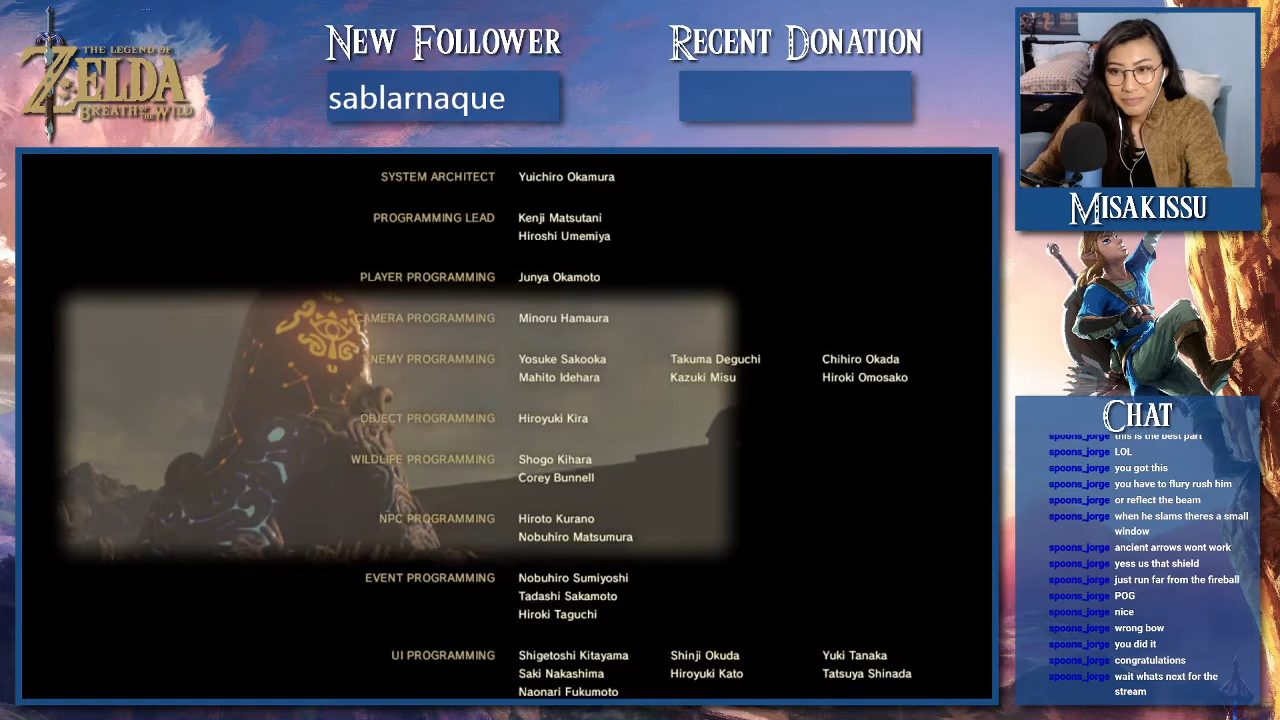 THE LEGEND OF
ZELDA
BREATH OF THE WILD
NEW FOLLOWER
sablarnaque
RECENT DONATION
MISAKISSU
SYSTEM ARCHITECT Yuichiro Okamura
PROGRAMMING LEAD Kenji Matsutani
Hiroshi Umemiya
PLAYER PROGRAMMING Junya Okamoto
CAMERA PROGRAMMING Minoru Hamaura
ENEMY PROGRAMMING Yosuke Sakooka Takuma Deguchi Chihiro Okada
Mahito Idehara Kazuki Misu Hiroki Omosako
OBJECT PROGRAMMING Hiroyuki Kira
WILDLIFE PROGRAMMING Shogo Kihara
Corey Bunnell
NPC PROGRAMMING Hiroto Kurano
Nobuhiro Matsumura
EVENT PROGRAMMING Nobuhiro Sumiyoshi
Tadashi Sakamoto
Hiroki Taguchi
UI PROGRAMMING Shigetoshi Kitayama Shinji Okuda Yuki Tanaka
Saki Nakashima Hiroyuki Kato Tatsuya Shinada
Naonari Fukumoto
CHAT
spoons_jorge this is the best part
spoons_jorge LOL
spoons_jorge you got this
spoons_jorge you have to flury rush him
spoons_jorge or reflect the beam
spoons_jorge when he slams theres a small
window
spoons_jorge ancient arrows wont work
spoons_jorge yess us that shield
spoons_jorge just run far from the fireball
spoons_jorge POG
spoons_jorge nice
spoons_jorge wrong bow
spoons_jorge you did it
spoons_jorge congratulations
spoons_jorge wait whats next for the
stream